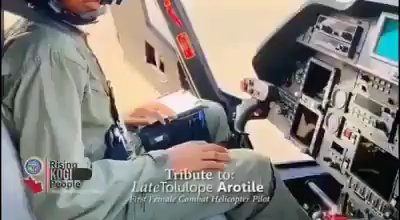 Rising
KOGI
People
Tribute to:
Late Tolulope Arotile
First Female Combat Helicopter Pilot